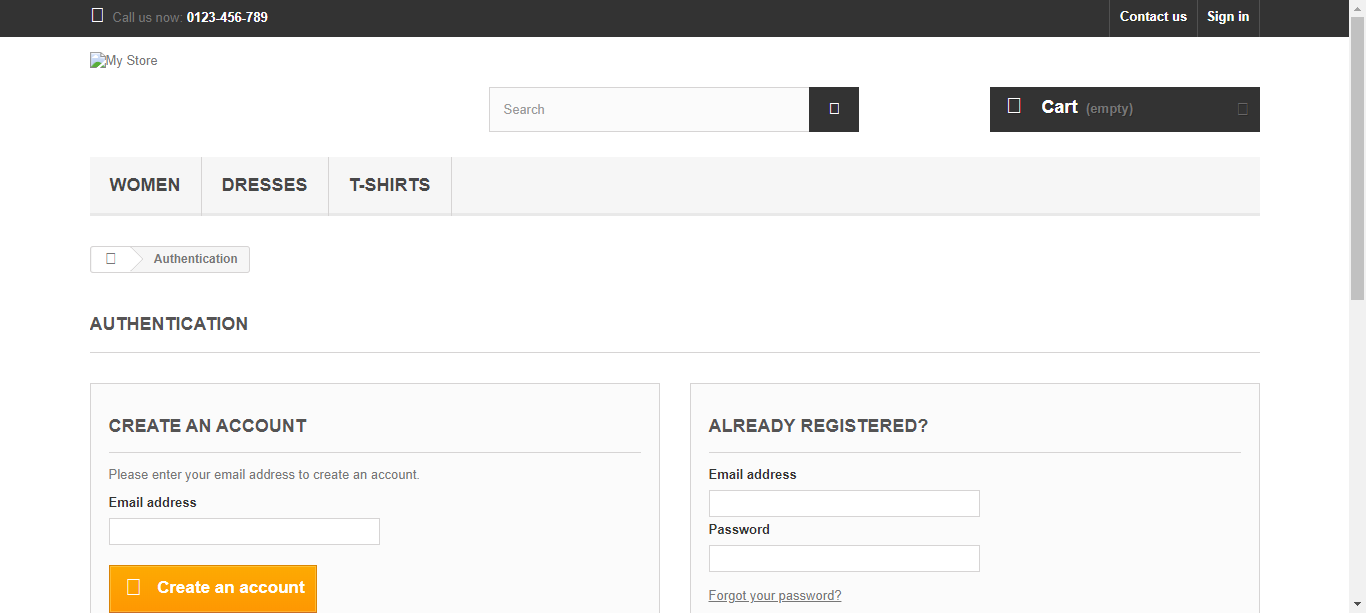 Call us now: 0123-456-789
Contact us
Sign in
My Store
Search
Cart (empty)
WOMEN
DRESSES
T-SHIRTS
Authentication
AUTHENTICATION
CREATE AN ACCOUNT
Please enter your email address to create an account.
Email address
Create an account
ALREADY REGISTERED?
Email address
Password
Forgot your password?